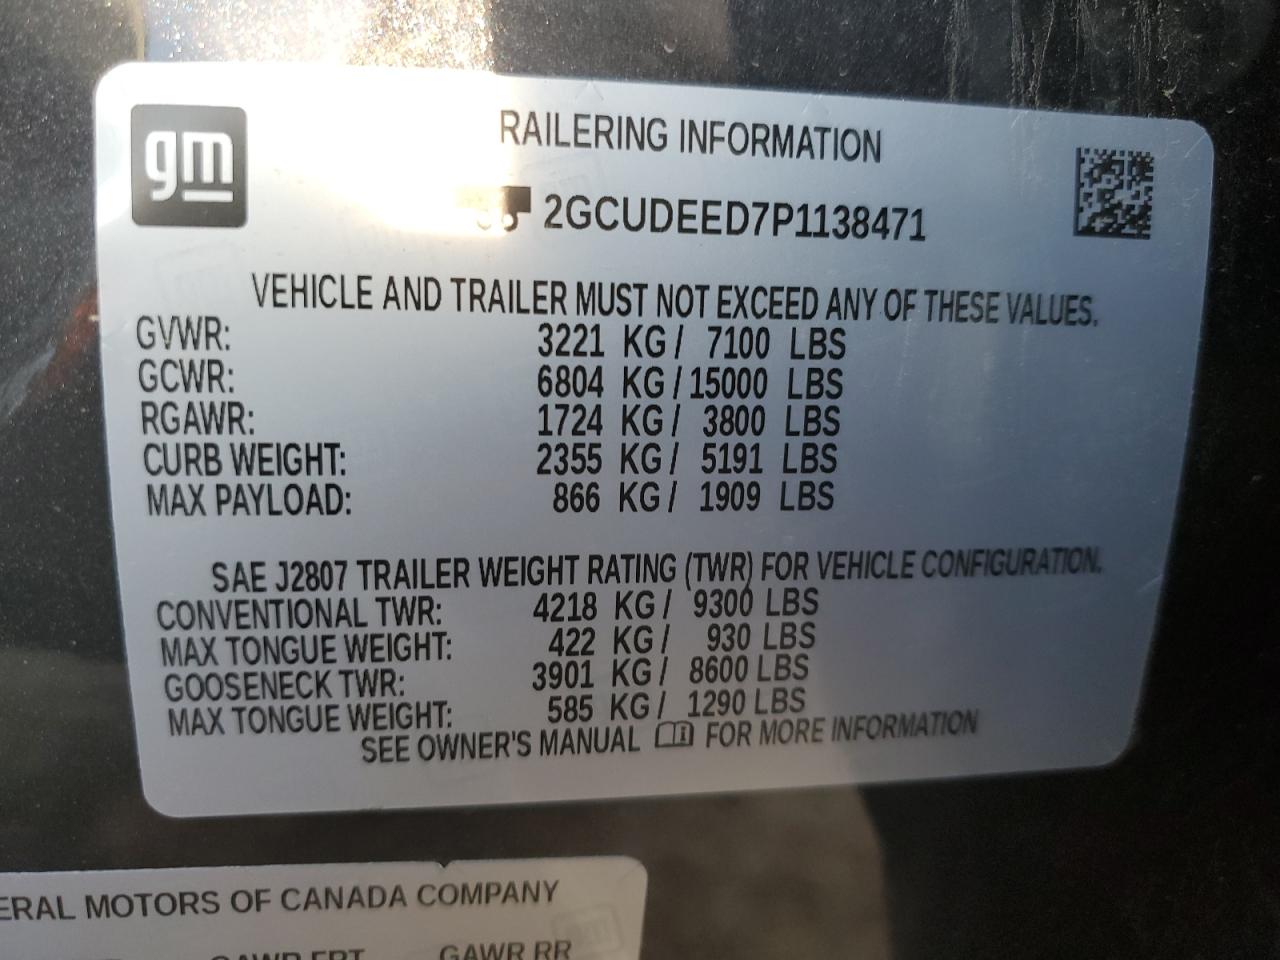 gm
RAILERING INFORMATION
2GCUDEED7P1138471
VEHICLE AND TRAILER MUST NOT EXCEED ANY OF THESE VALUES.
GVWR: 3221 KG / 7100 LBS
GCWR: 6804 KG / 15000 LBS
RGAWR: 1724 KG / 3800 LBS
CURB WEIGHT: 2355 KG / 5191 LBS
MAX PAYLOAD: 866 KG / 1909 LBS
SAE J2807 TRAILER WEIGHT RATING (TWR) FOR VEHICLE CONFIGURATION.
CONVENTIONAL TWR: 4218 KG / 9300 LBS
MAX TONGUE WEIGHT: 422 KG / 930 LBS
GOOSENECK TWR: 3901 KG / 8600 LBS
MAX TONGUE WEIGHT: 585 KG / 1290 LBS
SEE OWNER'S MANUAL FOR MORE INFORMATION
ERAL MOTORS OF CANADA COMPANY
GAWR FRT GAWR RR